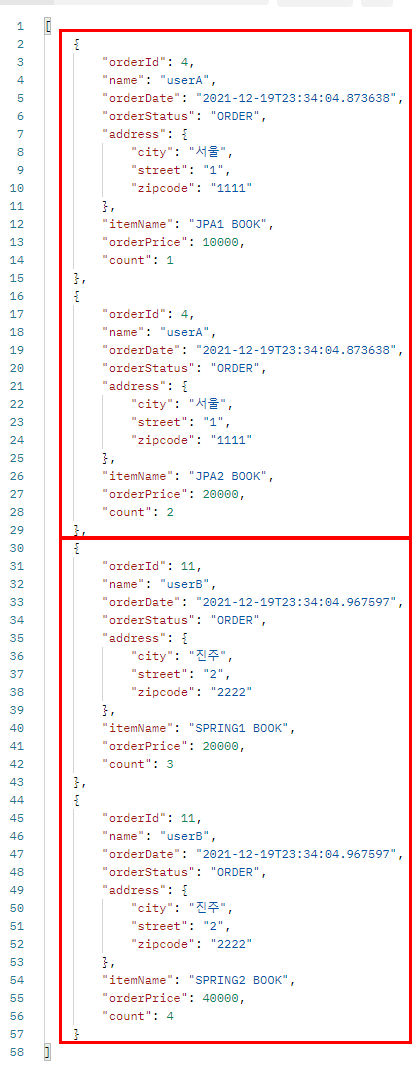 1 [
2 {
3 "orderId": 4,
4 "name": "userA",
5 "orderDate": "2021-12-19T23:34:04.873638",
6 "orderStatus": "ORDER",
7 "address": {
8 "city": "서울",
9 "street": "1",
10 "zipcode": "1111"
11 },
12 "itemName": "JPA1 BOOK",
13 "orderPrice": 10000,
14 "count": 1
15 },
16 {
17 "orderId": 4,
18 "name": "userA",
19 "orderDate": "2021-12-19T23:34:04.873638",
20 "orderStatus": "ORDER",
21 "address": {
22 "city": "서울",
23 "street": "1",
24 "zipcode": "1111"
25 },
26 "itemName": "JPA2 BOOK",
27 "orderPrice": 20000,
28 "count": 2
29 },
30 {
31 "orderId": 11,
32 "name": "userB",
33 "orderDate": "2021-12-19T23:34:04.967597",
34 "orderStatus": "ORDER",
35 "address": {
36 "city": "진주",
37 "street": "2",
38 "zipcode": "2222"
39 },
40 "itemName": "SPRING1 BOOK",
41 "orderPrice": 20000,
42 "count": 3
43 },
44 {
45 "orderId": 11,
46 "name": "userB",
47 "orderDate": "2021-12-19T23:34:04.967597",
48 "orderStatus": "ORDER",
49 "address": {
50 "city": "진주",
51 "street": "2",
52 "zipcode": "2222"
53 },
54 "itemName": "SPRING2 BOOK",
55 "orderPrice": 40000,
56 "count": 4
57 }
58 ]